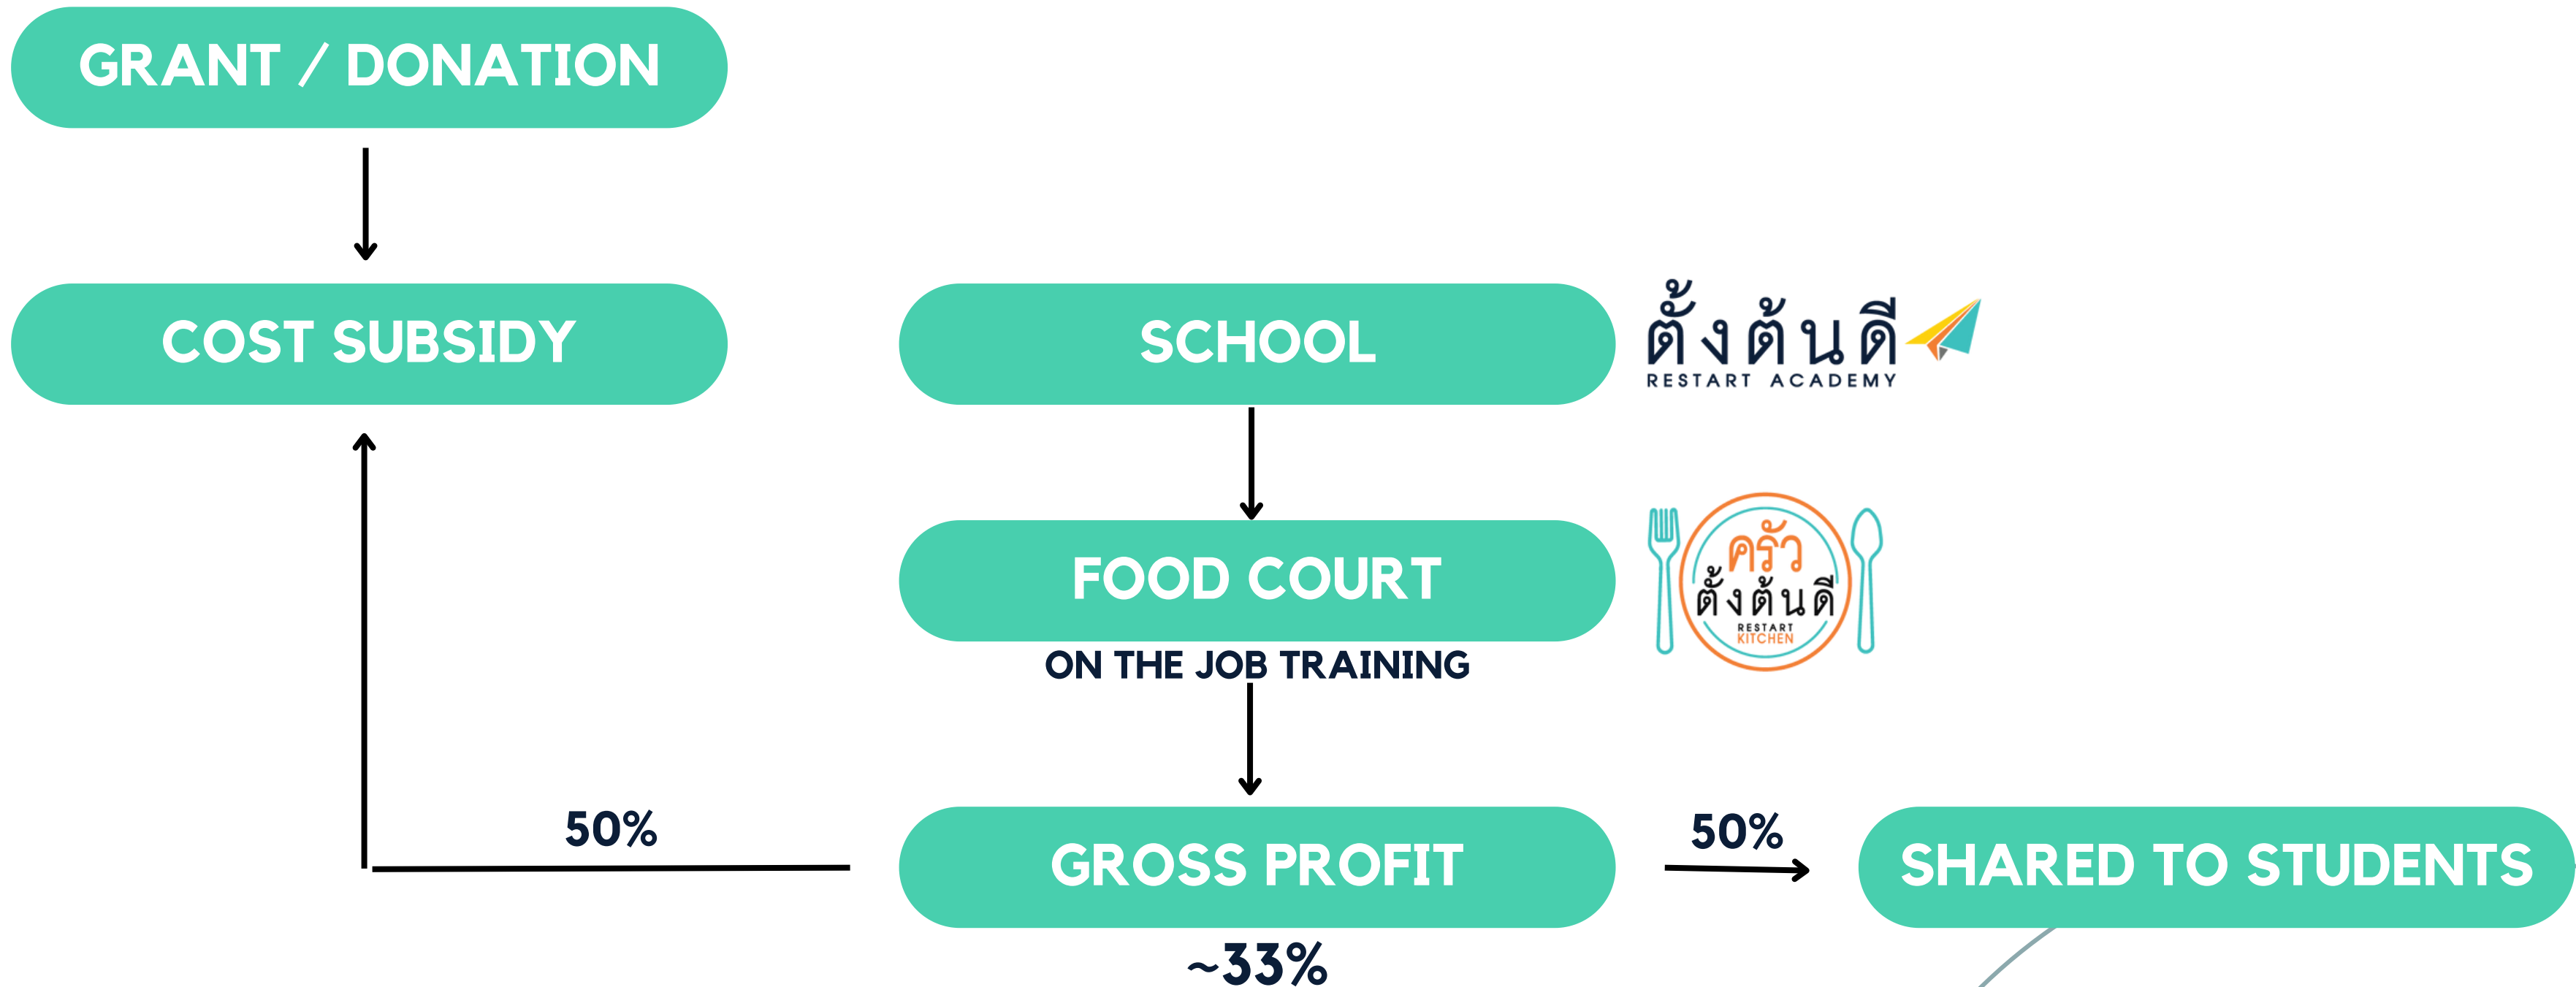 GRANT / DONATION
COST SUBSIDY
SCHOOL
ตั้งต้นดี
RESTART ACADEMY
FOOD COURT
ON THE JOB TRAINING
ครัว
ตั้งต้นดี
RESTART
KITCHEN
50%
GROSS PROFIT
~33%
50%
SHARED TO STUDENTS